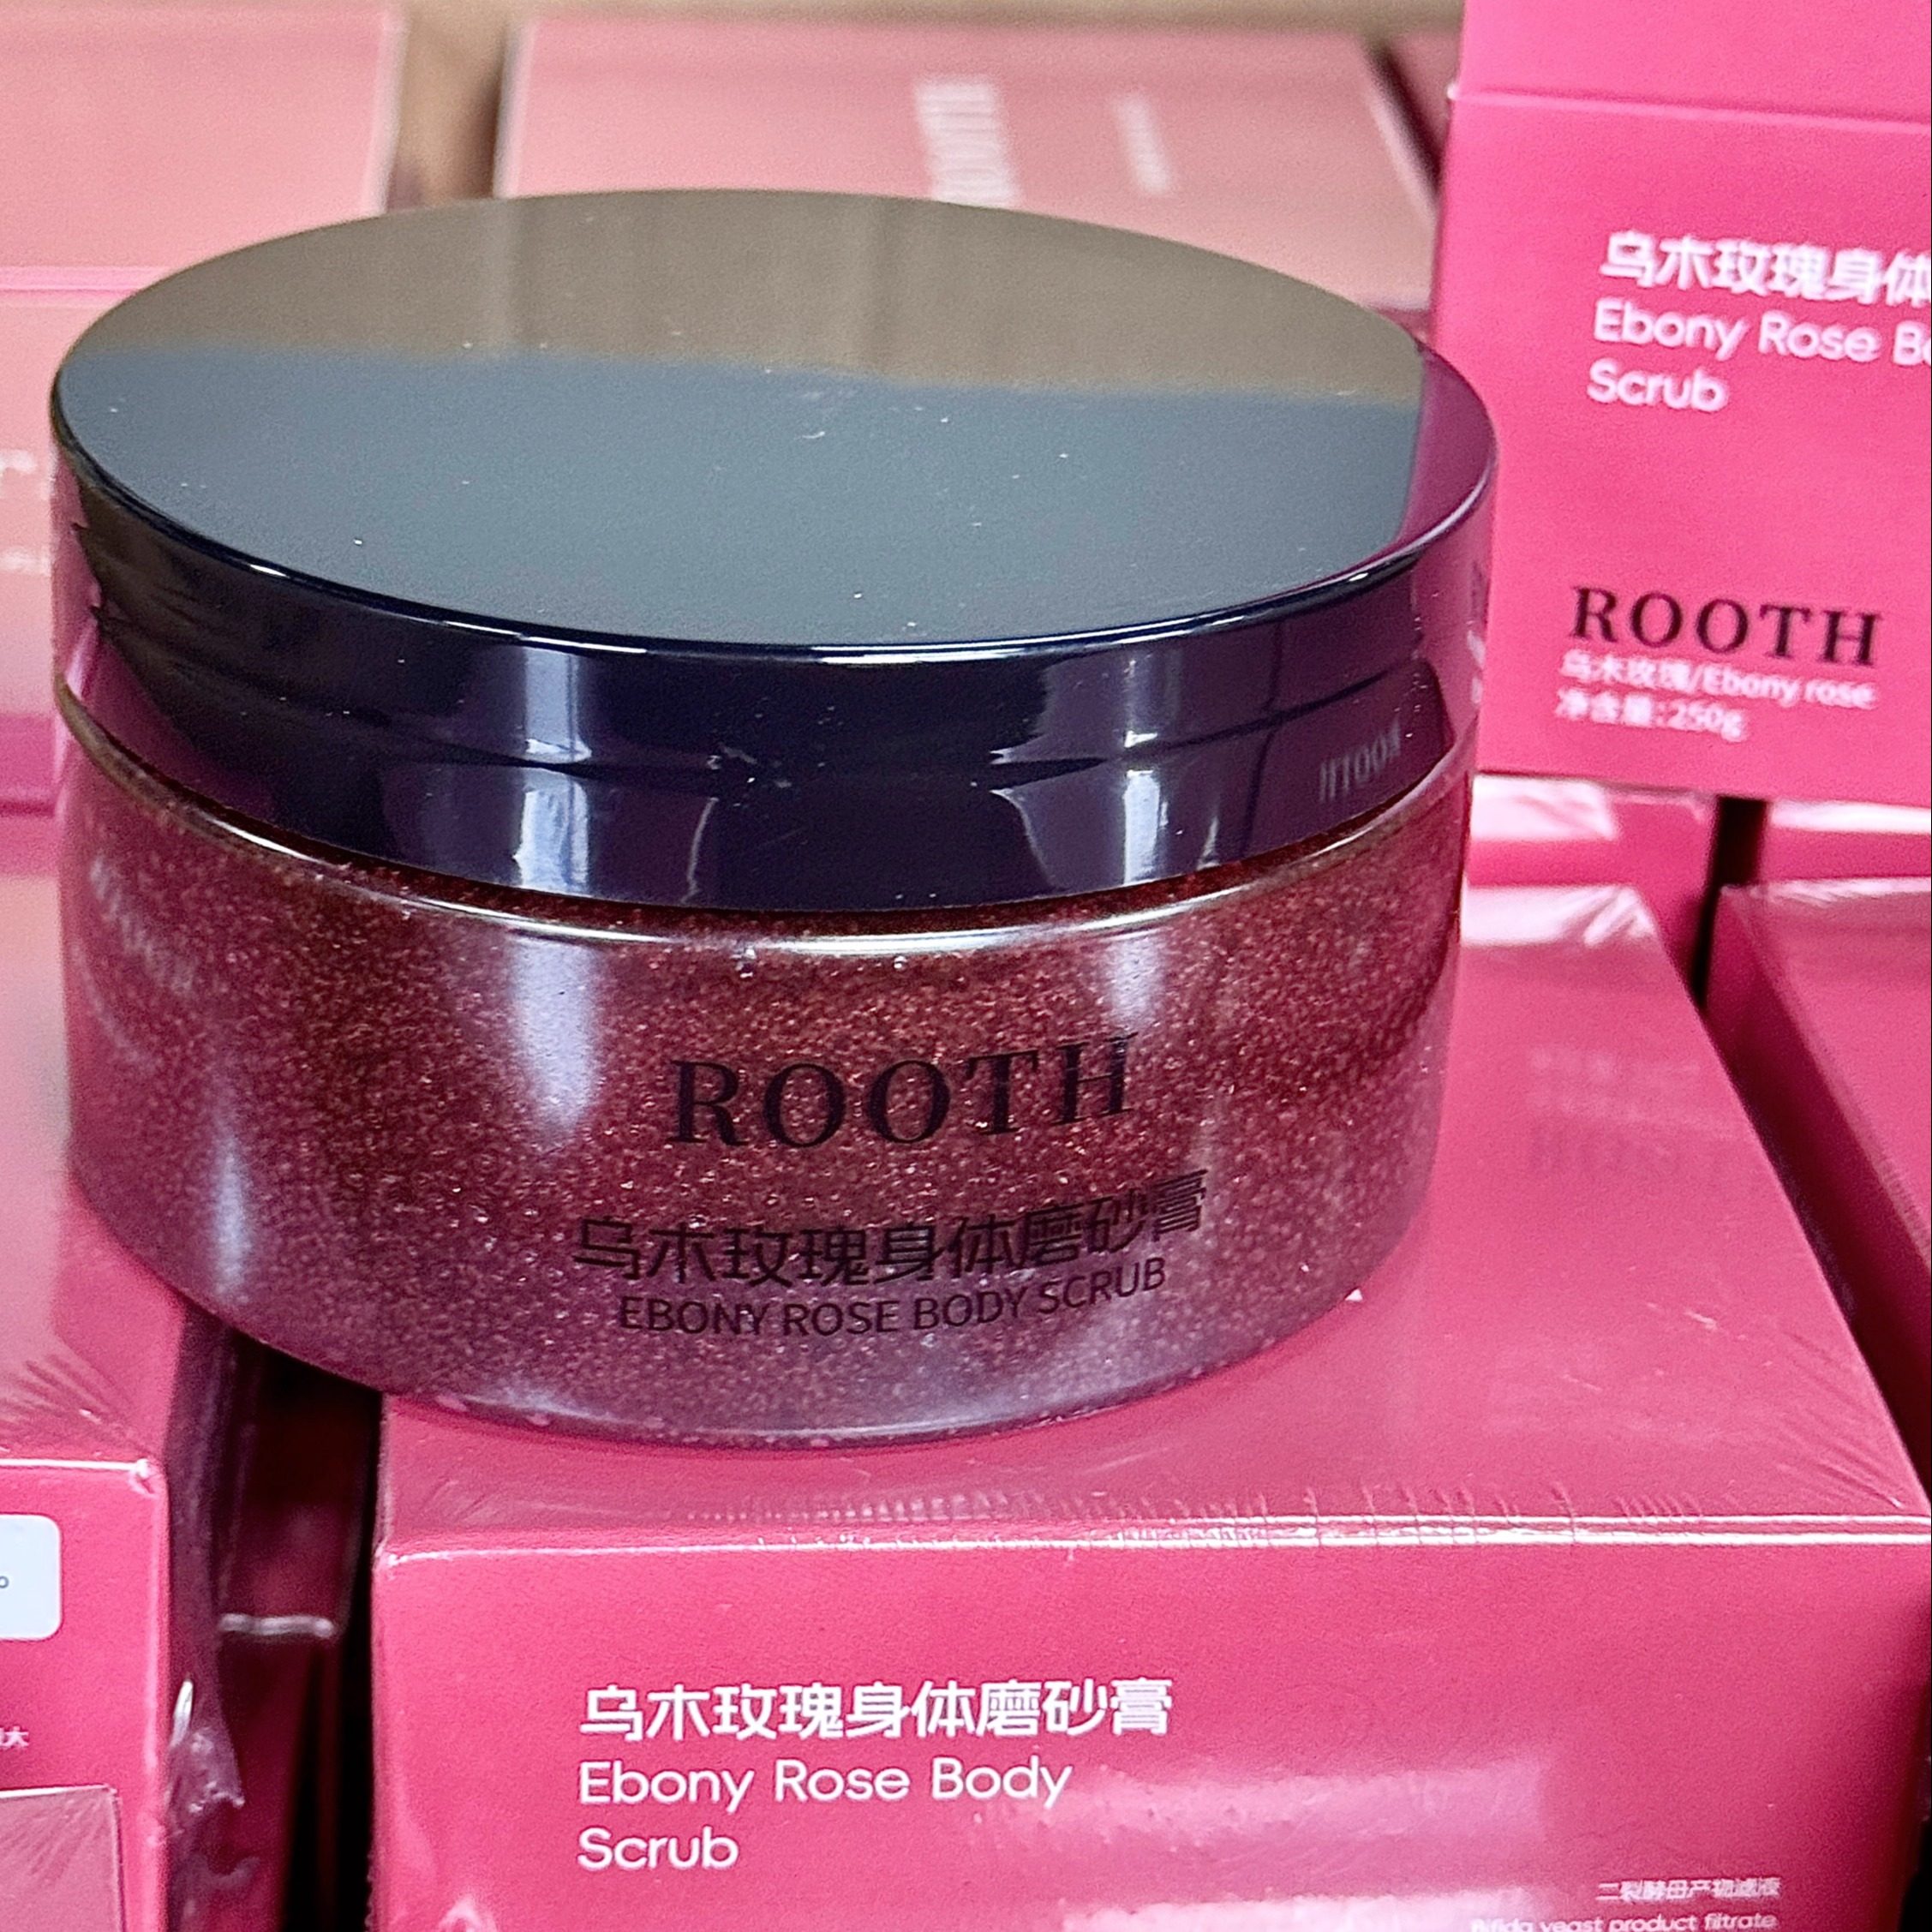 乌木玫瑰身体
Ebony Rose
Scrub
ROOTH
乌木玫瑰/Ebony rose
净含量:250g
ROOTH
乌木玫瑰身体磨砂膏
EBONY ROSE BODY SCRUB
乌木玫瑰身体磨砂膏
Ebony Rose Body
Scrub
二裂酵母产物滤液
Bifida yeast product filtrate